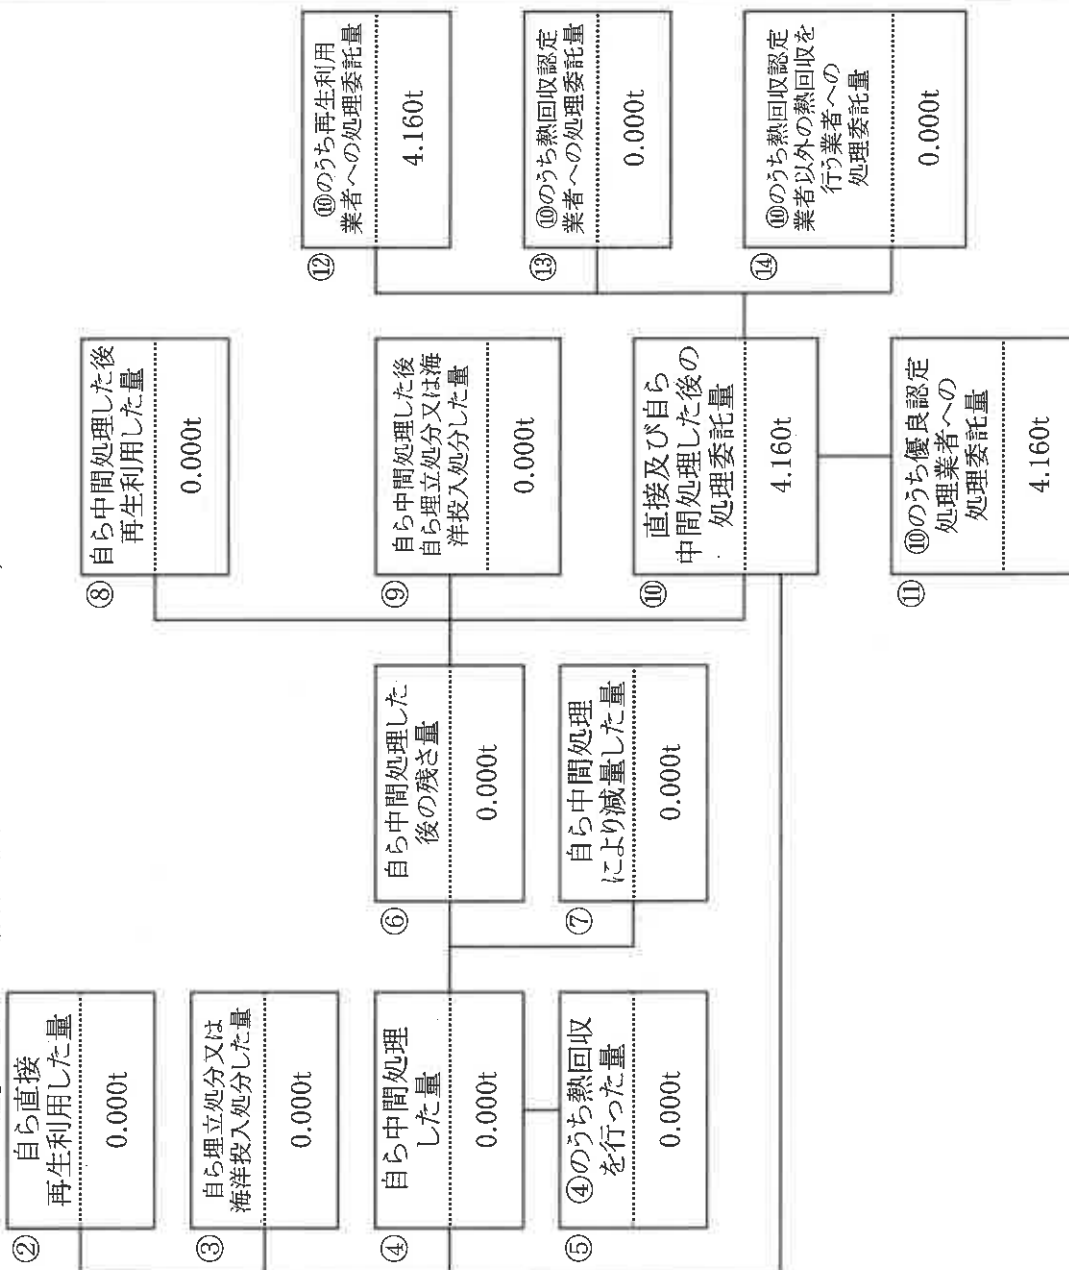 ②
自ら直接
再生利用した量
0.000t
③
自ら埋立処分又は
海洋投入処分した量
0.000t
④
自ら中間処理
した量
0.000t
⑤
④のうち熱回収
を行った量
0.000t
⑥
自ら中間処理した
後の残さ量
0.000t
⑦
自ら中間処理
により減量した量
0.000t
⑧
自ら中間処理した後
再生利用した量
0.000t
⑨
自ら中間処理した後
自ら埋立処分又は海
洋投入処分した量
0.000t
⑩
直接及び自ら
中間処理した後の
処理委託量
4.160t
⑪
⑩のうち優良認定
処理業者への
処理委託量
4.160t
⑫
⑩のうち再生利用
業者への処理委託量
4.160t
⑬
⑩のうち熱回収認定
業者への処理委託量
0.000t
⑭
⑩のうち熱回収認定
業者以外の熱回収を
行う業者への
処理委託量
0.000t